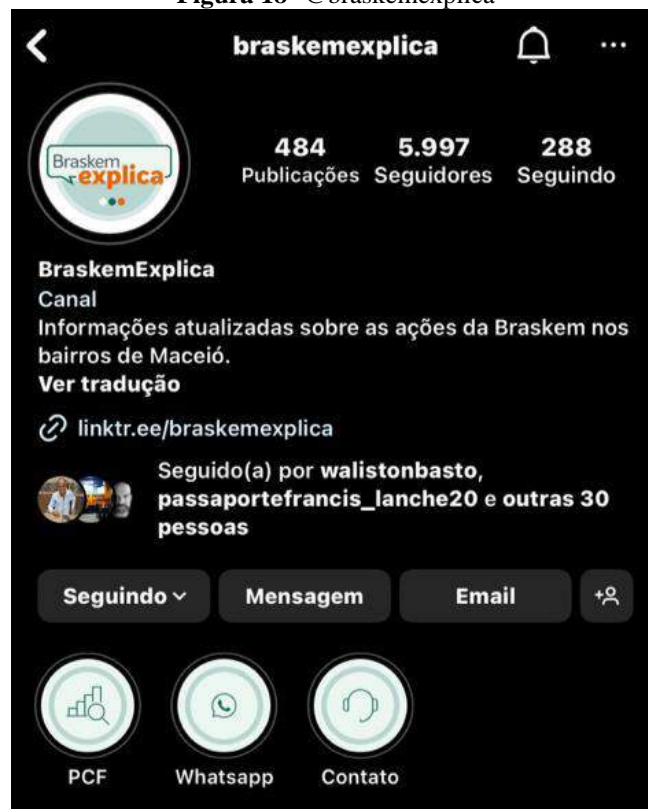 braskemexplica
Braskem
explica
484 5.997 288
Publicações Seguidores Seguindo
BraskemExplica
Canal
Informações atualizadas sobre as ações da Braskem nos
bairros de Maceió.
Ver tradução
linktr.ee/braskemexplica
Seguido(a) por walistonbasto,
passaportefrancis_lanche20 e outras 30
pessoas
Seguindo Mensagem Email
PCF Whatsapp Contato